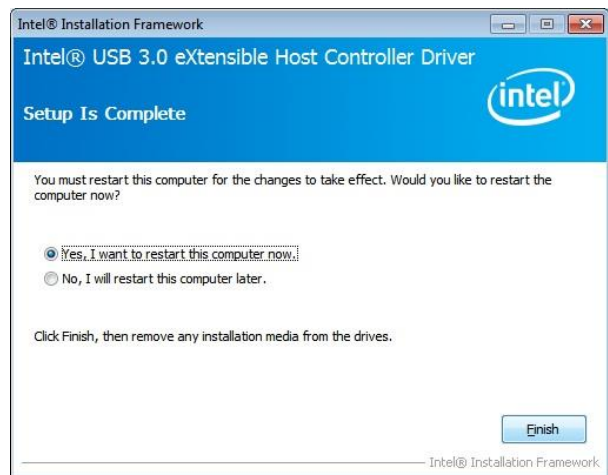 Intel® Installation Framework
Intel® USB 3.0 eXtensible Host Controller Driver
Setup Is Complete
intel®
You must restart this computer for the changes to take effect. Would you like to restart the
computer now?
Yes, I want to restart this computer now.
No, I will restart this computer later.
Click Finish, then remove any installation media from the drives.
Finish
Intel® Installation Framework